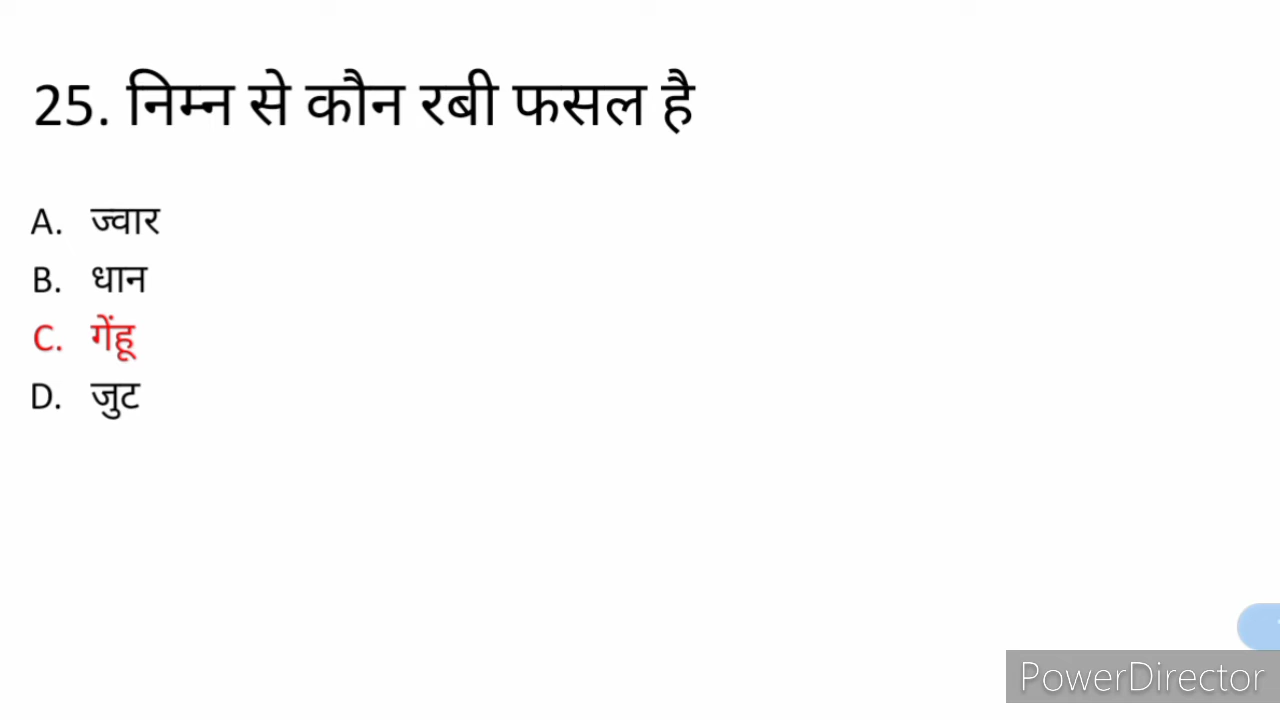 25. निम्न से कौन रबी फसल है
A. ज्वार
B. धान
C. गेंहू
D. जुट
PowerDirector